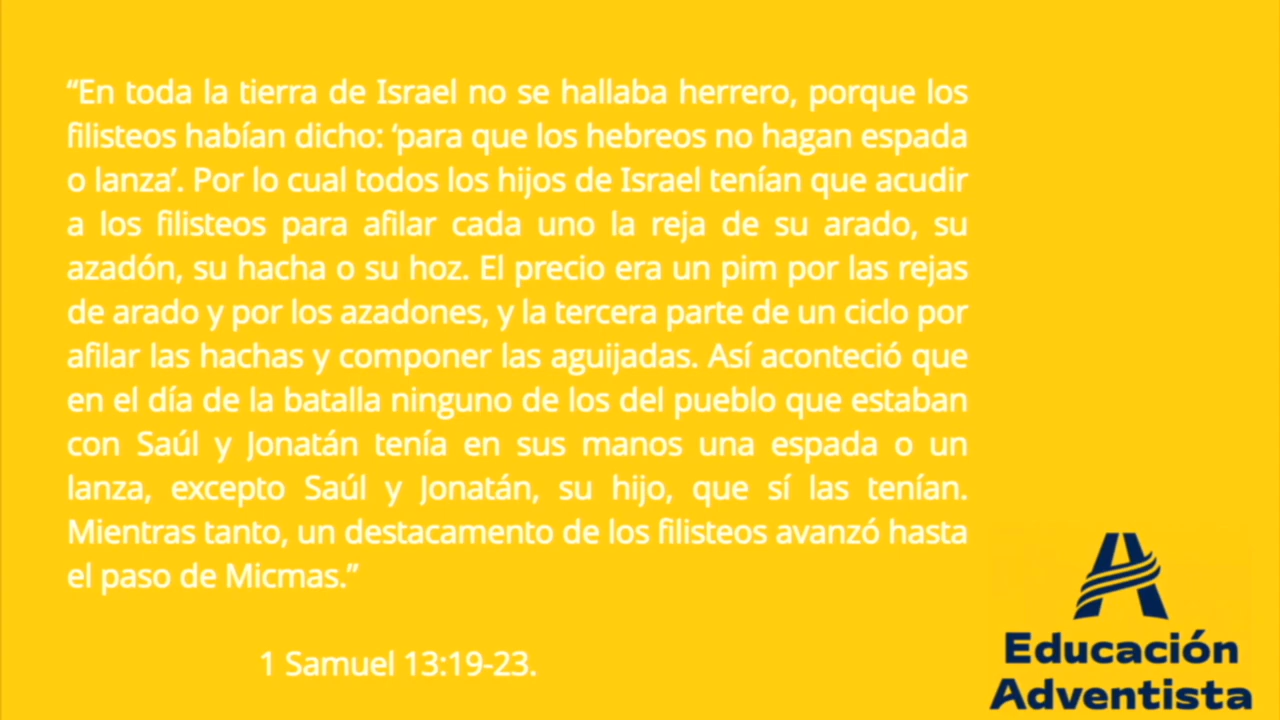 “En toda la tierra de Israel no se hallaba herrero, porque los
filisteos habían dicho: ‘para que los hebreos no hagan espada
o lanza’. Por lo cual todos los hijos de Israel tenían que acudir
a los filisteos para afilar cada uno la reja de su arado, su
azadón, su hacha o su hoz. El precio era un pim por las rejas
de arado y por los azadones, y la tercera parte de un ciclo por
afilar las hachas y componer las aguijadas. Así aconteció que
en el día de la batalla ninguno de los del pueblo que estaban
con Saúl y Jonatán tenía en sus manos una espada o un
lanza, excepto Saúl y Jonatán, su hijo, que sí las tenían.
Mientras tanto, un destacamento de los filisteos avanzó hasta
el paso de Micmas.”
1 Samuel 13:19-23.
Educación
Adventista